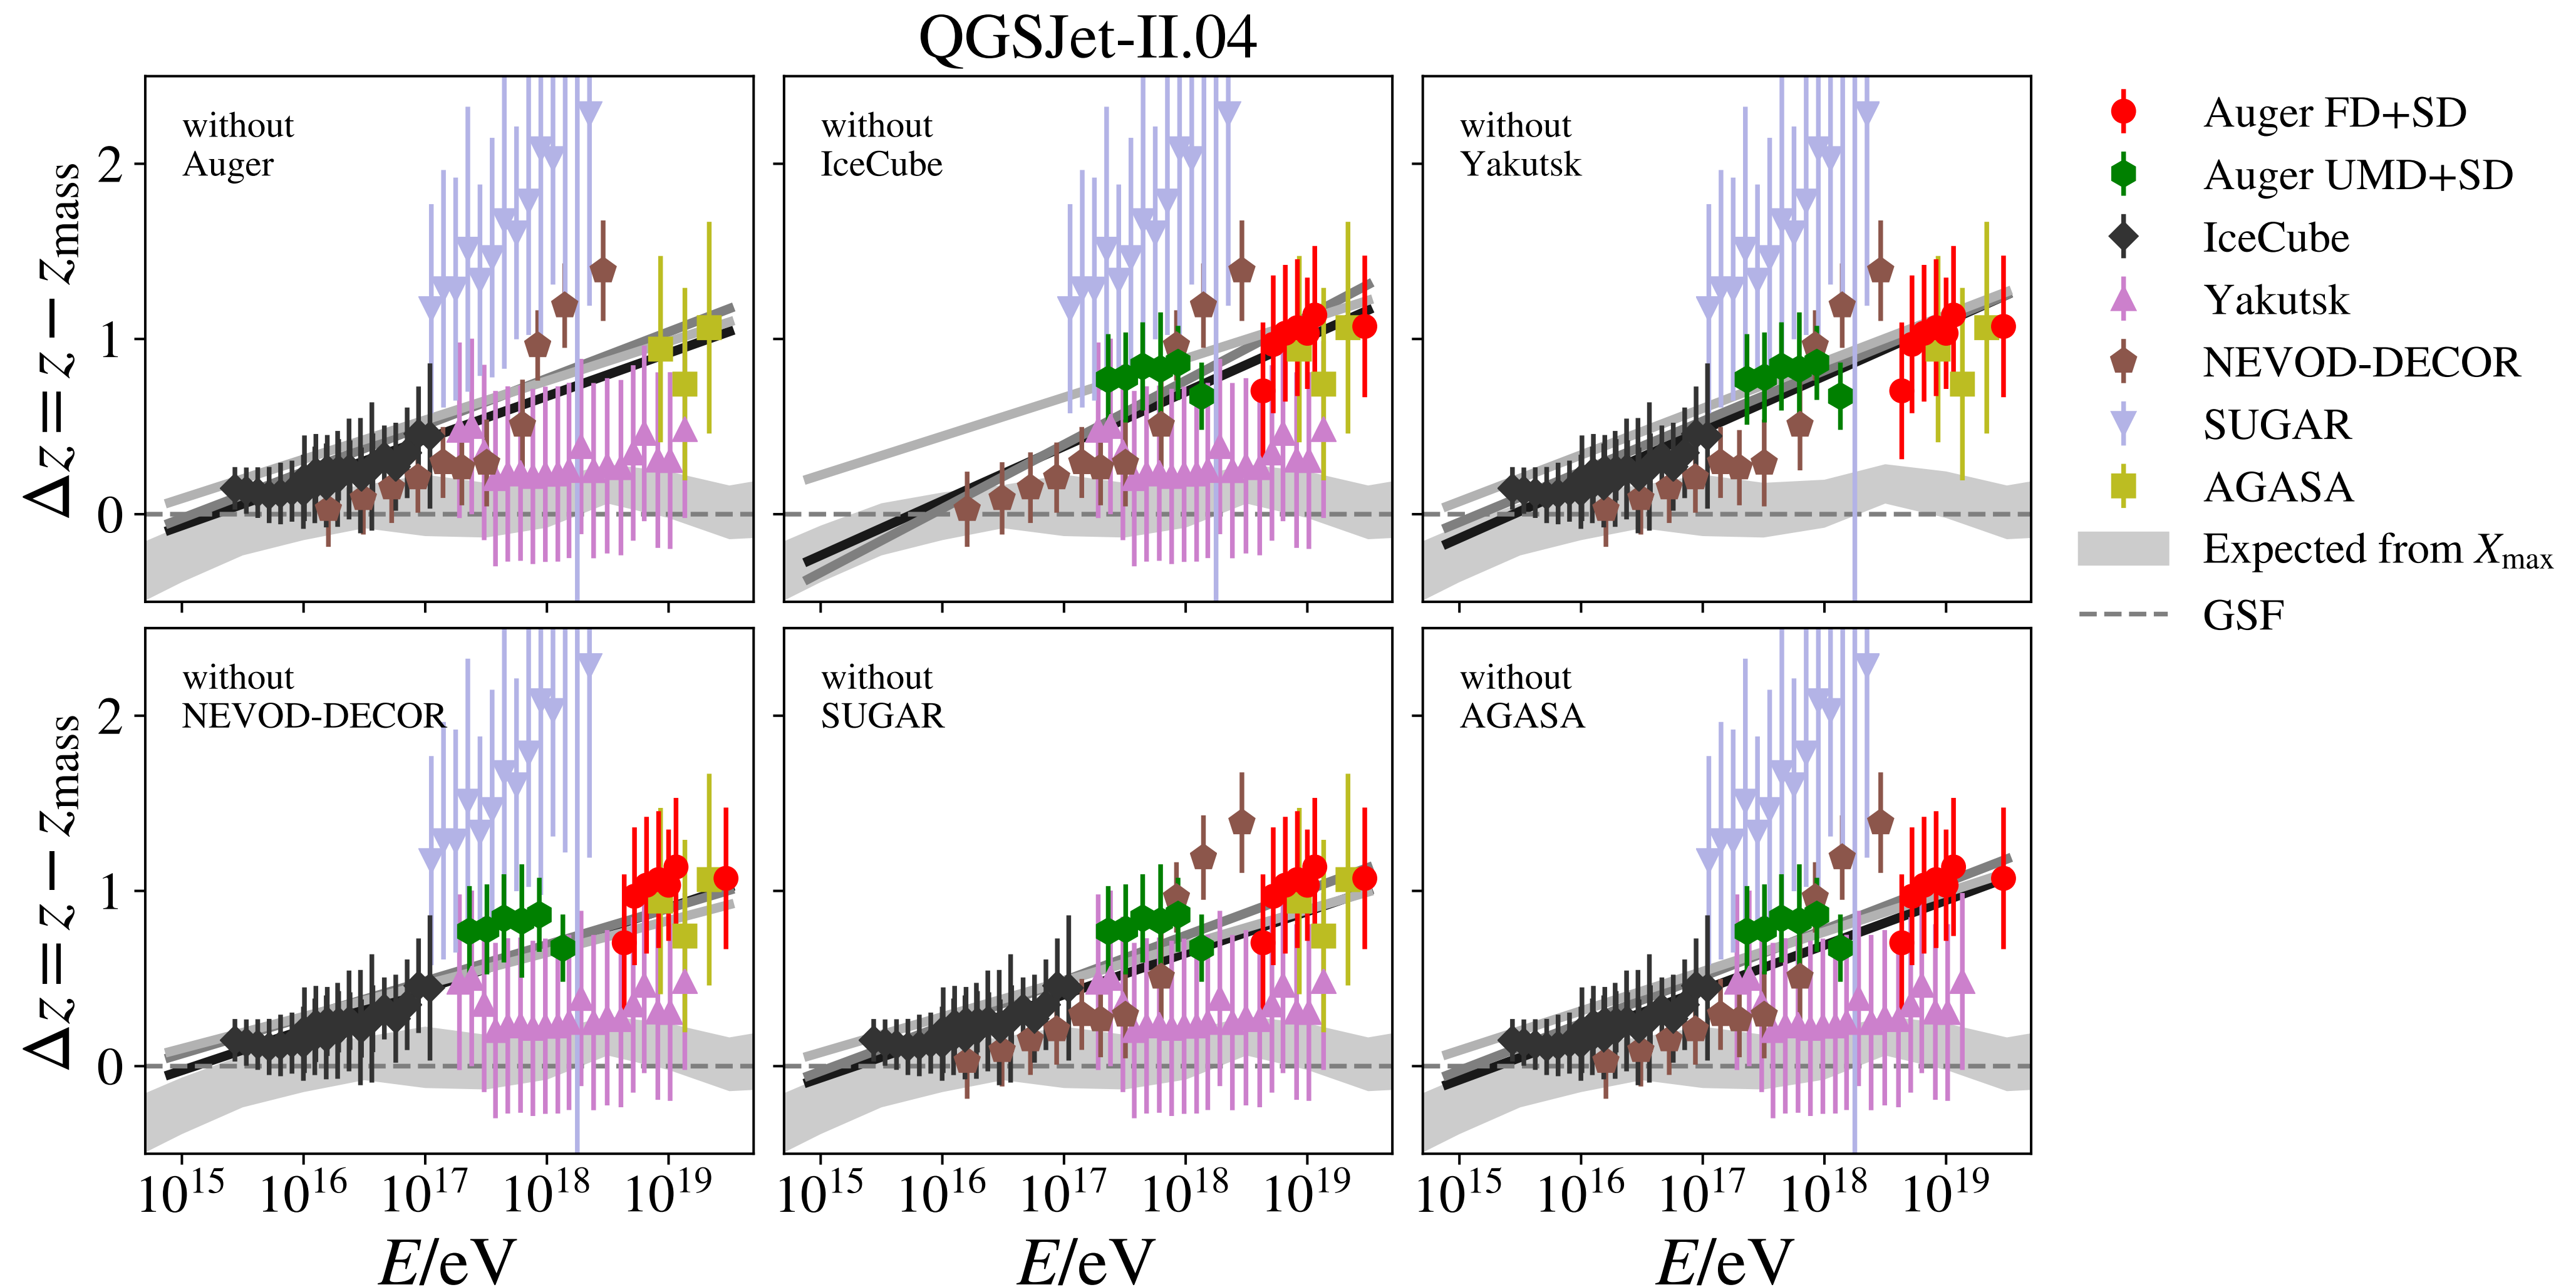 QGSJet-II.04
without
Auger
without
IceCube
without
Yakutsk
Δz = z − z_mass
2
1
0
without
NEVOD-DECOR
without
SUGAR
without
AGASA
Δz = z − z_mass
2
1
0
10^15 10^16 10^17 10^18 10^19
10^15 10^16 10^17 10^18 10^19
10^15 10^16 10^17 10^18 10^19
E/eV
E/eV
E/eV
Auger FD+SD
Auger UMD+SD
IceCube
Yakutsk
NEVOD-DECOR
SUGAR
AGASA
Expected from X_max
GSF